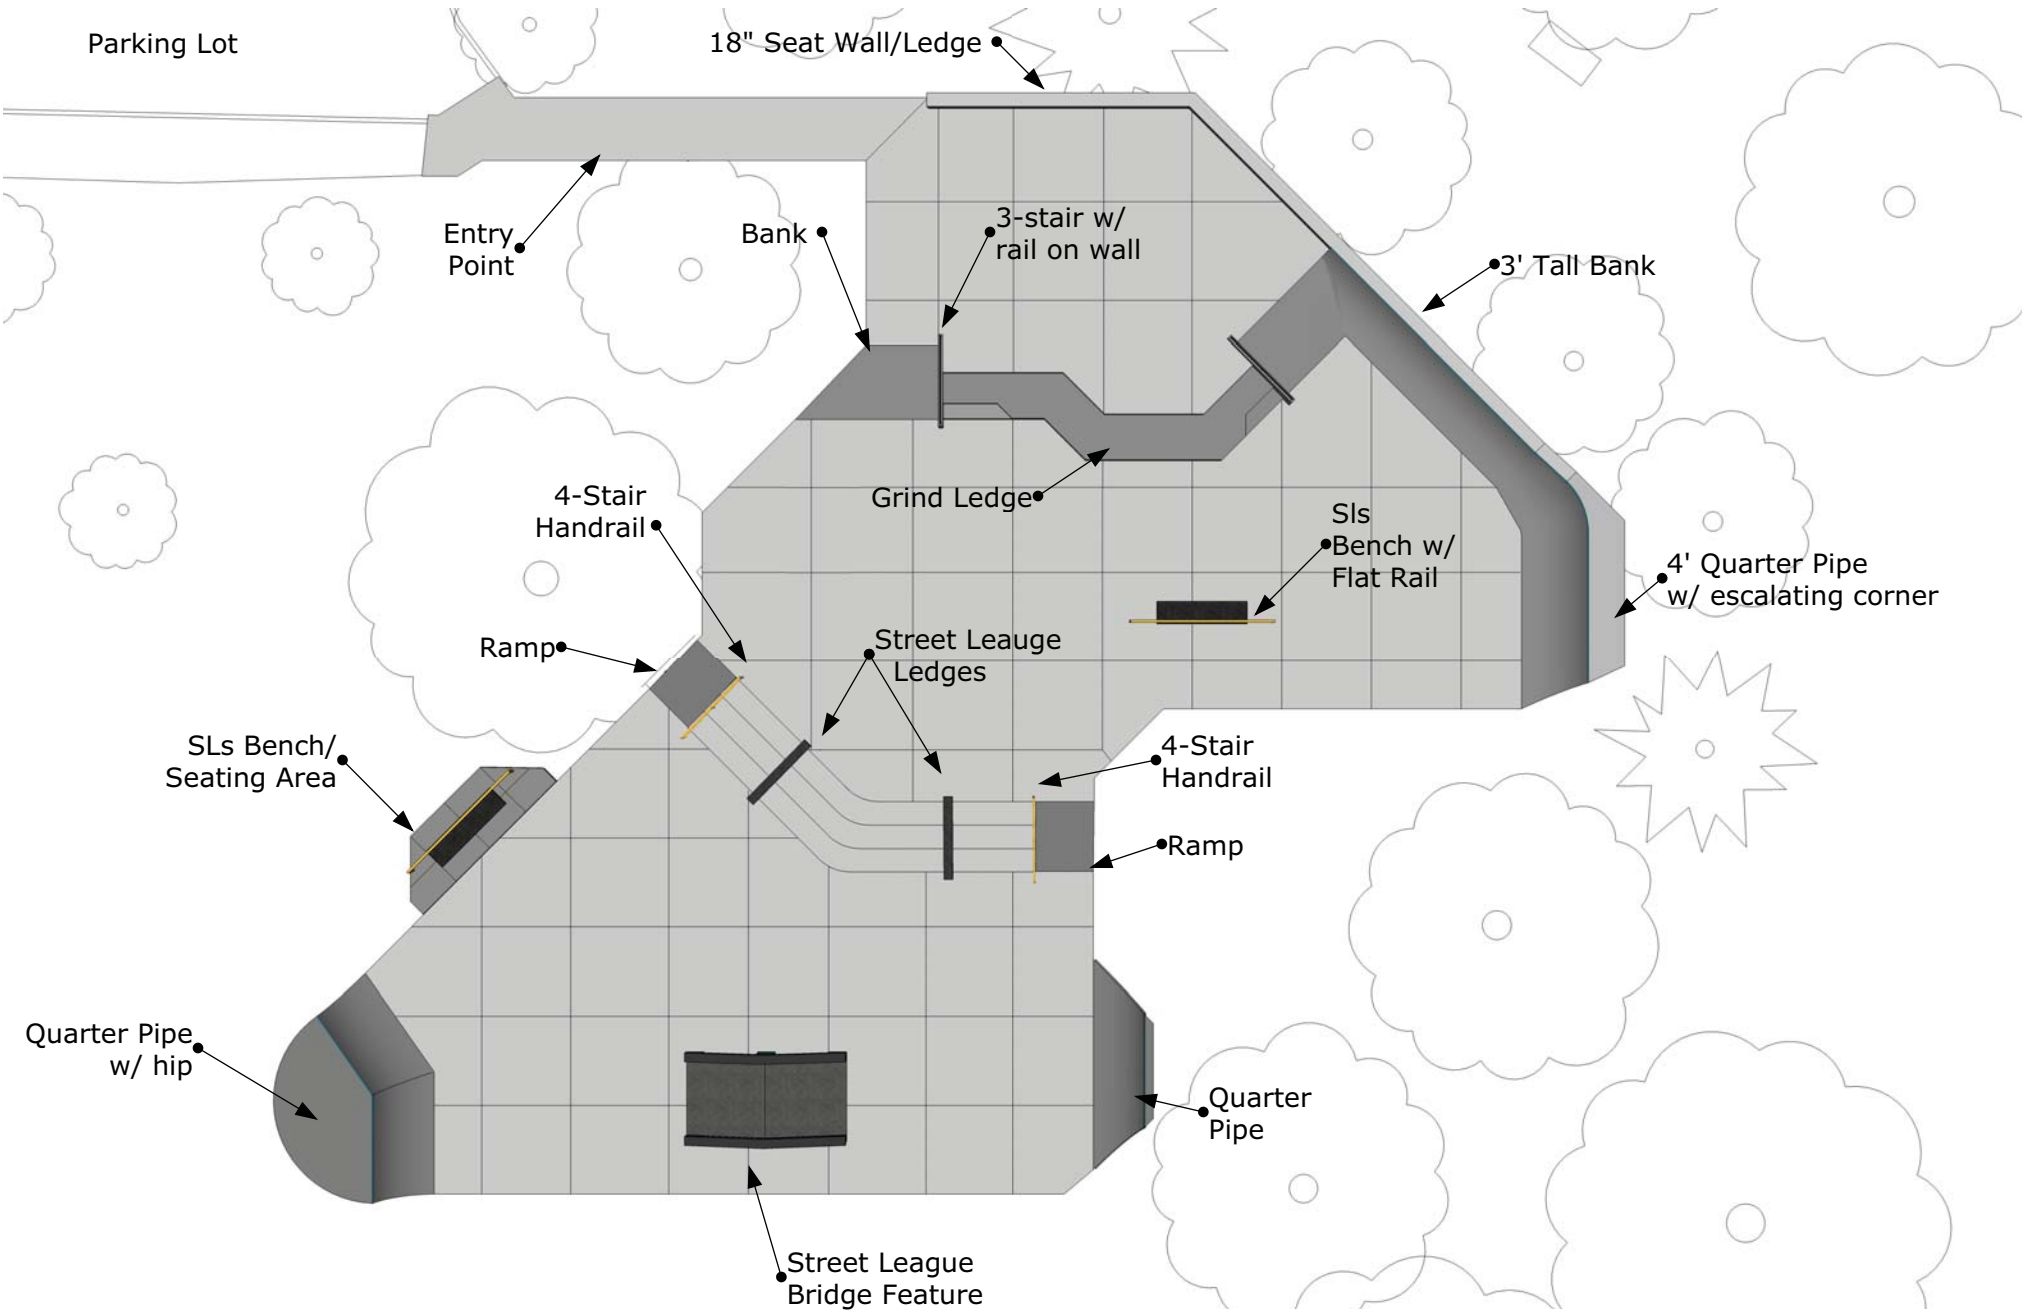 Parking Lot
18" Seat Wall/Ledge
Entry
Point
Bank
3-stair w/
rail on wall
3' Tall Bank
4-Stair
Handrail
Grind Ledge
Sls
Bench w/
Flat Rail
4' Quarter Pipe
w/ escalating corner
Ramp
Street Leauge
Ledges
SLs Bench/
Seating Area
4-Stair
Handrail
Ramp
Quarter Pipe
w/ hip
Quarter
Pipe
Street League
Bridge Feature